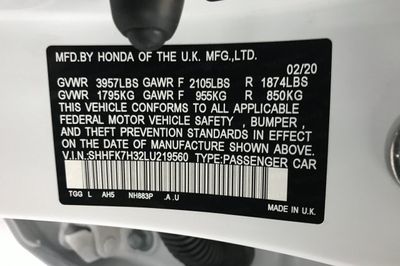 MFD.BY HONDA OF THE U.K. MFG.,LTD.
02/20
GVWR 3957LBS GAWR F 2105LBS R 1874LBS
GVWR 1795KG GAWR F 955KG R 850KG
THIS VEHICLE CONFORMS TO ALL APPLICABLE
FEDERAL MOTOR VEHICLE SAFETY , BUMPER ,
AND THEFT PREVENTION STANDARDS IN EFFECT
ON THE DATE OF MANUFACTURE SHOWN ABOVE.
V.I.N.:SHHFK7H32LU219560 TYPE:PASSENGER CAR
TGG L AH5 NH883P .A .U
MADE IN U.K.